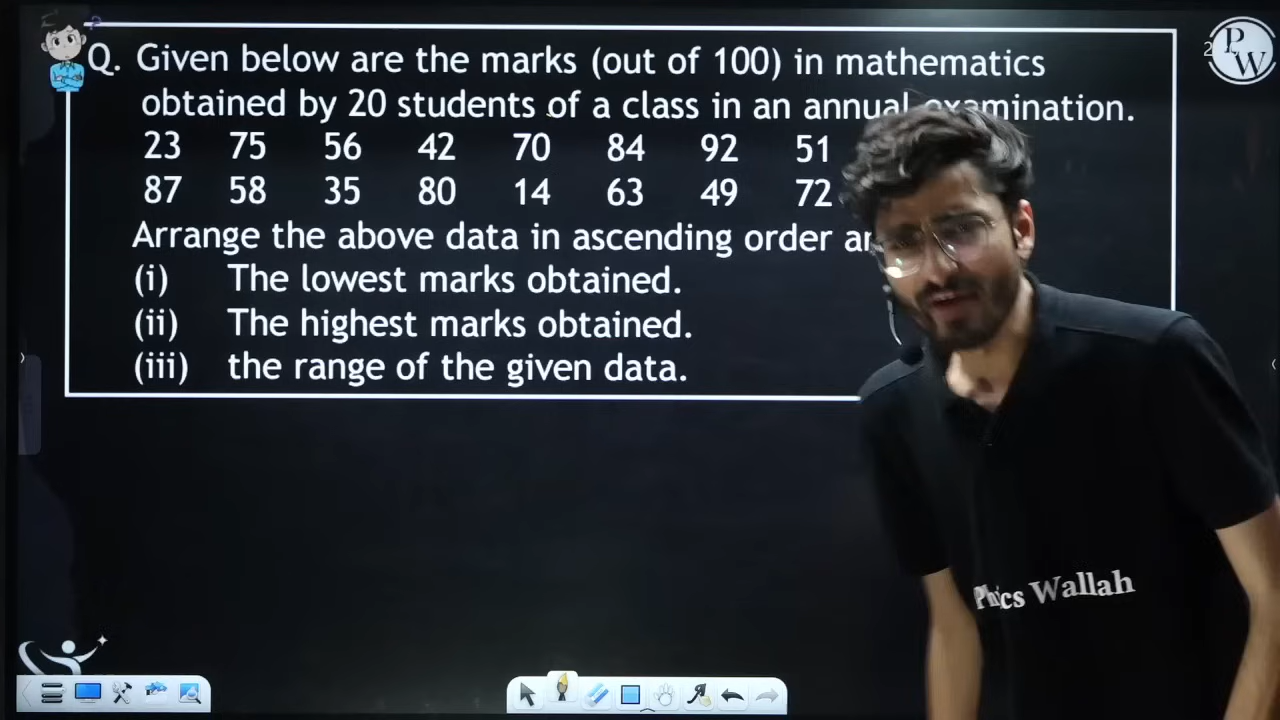 Q. Given below are the marks (out of 100) in mathematics
obtained by 20 students of a class in an annual examination.
23 75 56 42 70 84 92 51
87 58 35 80 14 63 49 72
Arrange the above data in ascending order
(i) The lowest marks obtained.
(ii) The highest marks obtained.
(iii) the range of the given data.
P
W
Phics Wallah